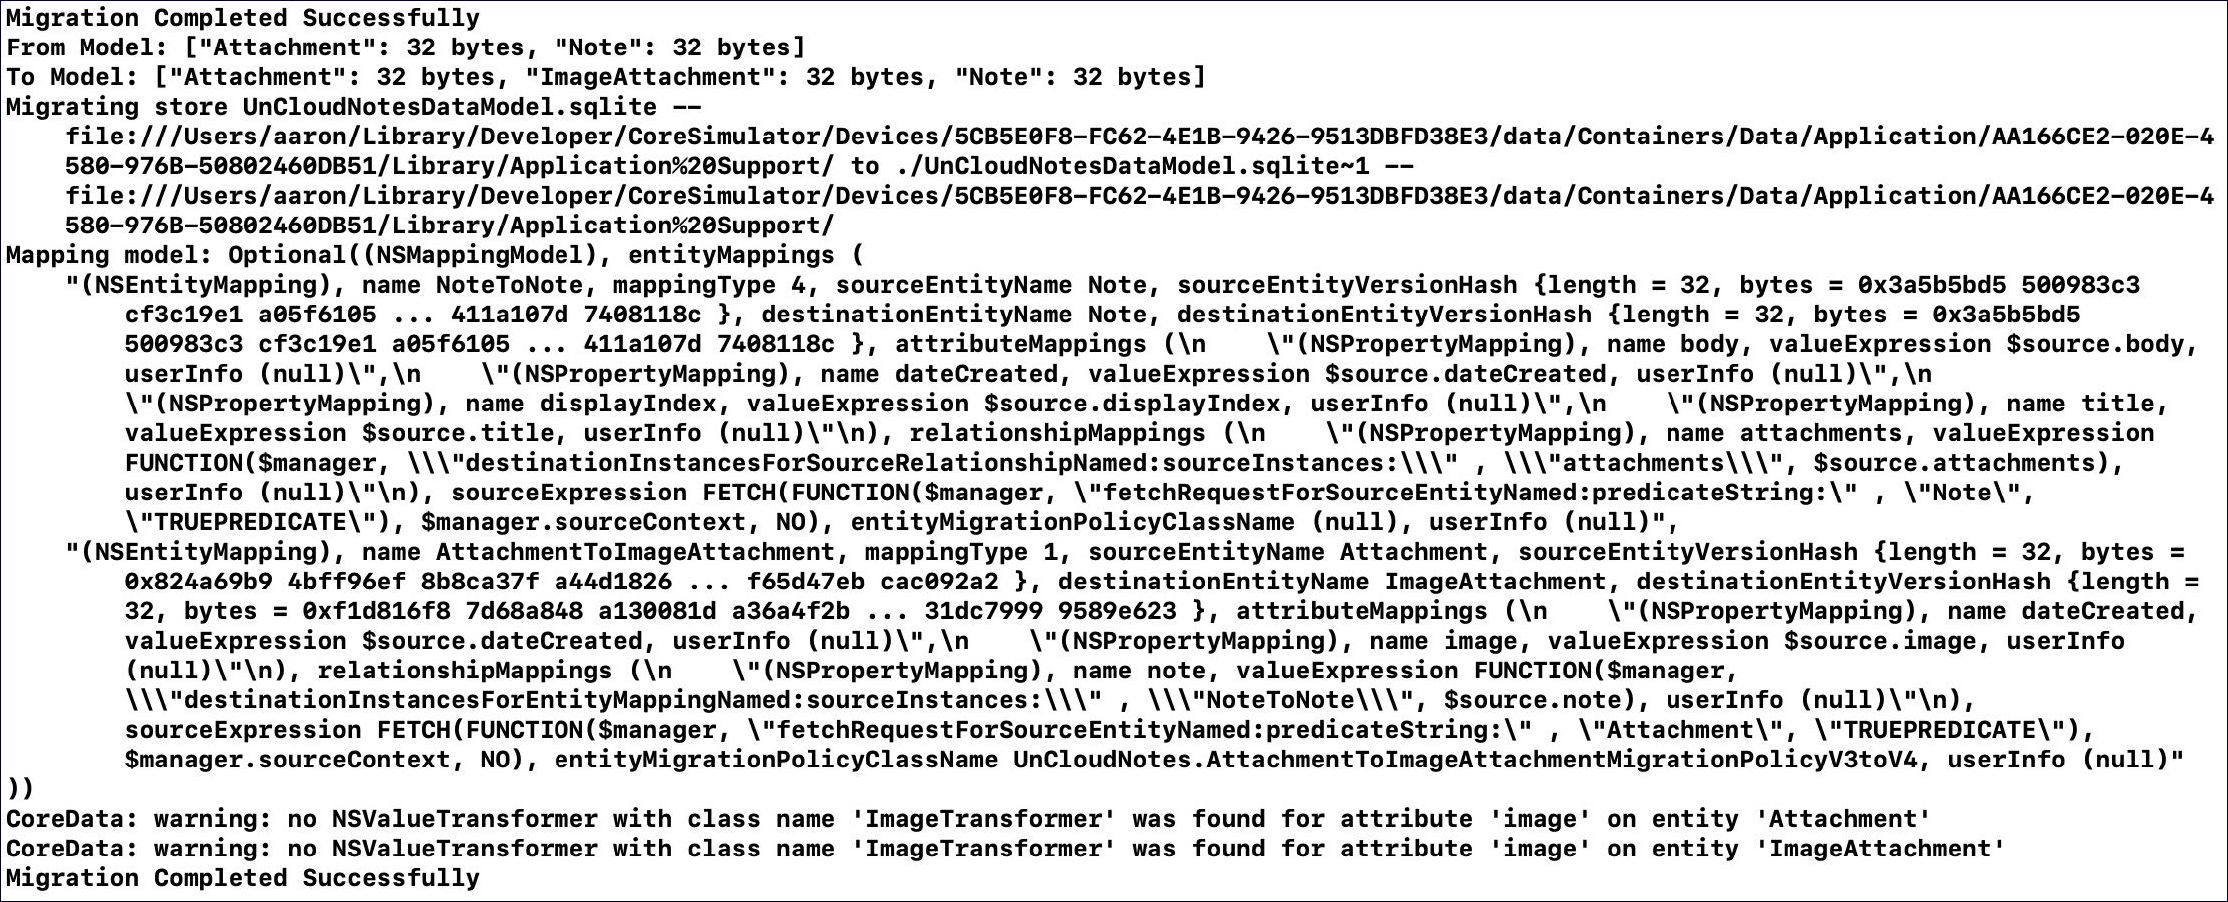 Migration Completed Successfully
From Model: ["Attachment": 32 bytes, "Note": 32 bytes]
To Model: ["Attachment": 32 bytes, "ImageAttachment": 32 bytes, "Note": 32 bytes]
Migrating store UnCloudNotesDataModel.sqlite --
file:///Users/aaron/Library/Developer/CoreSimulator/Devices/5CB5E0F8-FC62-4E1B-9426-9513DBFD38E3/data/Containers/Data/Application/AA166CE2-020E-4
580-976B-50802460DB51/Library/Application%20Support/ to ./UnCloudNotesDataModel.sqlite~1 --
file:///Users/aaron/Library/Developer/CoreSimulator/Devices/5CB5E0F8-FC62-4E1B-9426-9513DBFD38E3/data/Containers/Data/Application/AA166CE2-020E-4
580-976B-50802460DB51/Library/Application%20Support/
Mapping model: Optional((NSMappingModel), entityMappings (
"(NSEntityMapping), name NoteToNote, mappingType 4, sourceEntityName Note, sourceEntityVersionHash {length = 32, bytes = 0x3a5b5bd5 500983c3
cf3c19e1 a05f6105 ... 411a107d 7408118c }, destinationEntityName Note, destinationEntityVersionHash {length = 32, bytes = 0x3a5b5bd5
500983c3 cf3c19e1 a05f6105 ... 411a107d 7408118c }, attributeMappings (\n    \"(NSPropertyMapping), name body, valueExpression $source.body,
userInfo (null)\",\n    \"(NSPropertyMapping), name dateCreated, valueExpression $source.dateCreated, userInfo (null)\",\n
\"(NSPropertyMapping), name displayIndex, valueExpression $source.displayIndex, userInfo (null)\",\n    \"(NSPropertyMapping), name title,
valueExpression $source.title, userInfo (null)\"\n), relationshipMappings (\n    \"(NSPropertyMapping), name attachments, valueExpression
FUNCTION($manager, \\\"destinationInstancesForSourceRelationshipNamed:sourceInstances:\\\" , \\\"attachments\\\", $source.attachments),
userInfo (null)\"\n), sourceExpression FETCH(FUNCTION($manager, \"fetchRequestForSourceEntityNamed:predicateString:\" , \"Note\",
\"TRUEPREDICATE\"), $manager.sourceContext, NO), entityMigrationPolicyClassName (null), userInfo (null)",
"(NSEntityMapping), name AttachmentToImageAttachment, mappingType 1, sourceEntityName Attachment, sourceEntityVersionHash {length = 32, bytes =
0x824a69b9 4bff96ef 8b8ca37f a44d1826 ... f65d47eb cac092a2 }, destinationEntityName ImageAttachment, destinationEntityVersionHash {length =
32, bytes = 0xf1d816f8 7d68a848 a130081d a36a4f2b ... 31dc7999 9589e623 }, attributeMappings (\n    \"(NSPropertyMapping), name dateCreated,
valueExpression $source.dateCreated, userInfo (null)\",\n    \"(NSPropertyMapping), name image, valueExpression $source.image, userInfo
(null)\"\n), relationshipMappings (\n    \"(NSPropertyMapping), name note, valueExpression FUNCTION($manager,
\\\"destinationInstancesForEntityMappingNamed:sourceInstances:\\\" , \\\"NoteToNote\\\", $source.note), userInfo (null)\"\n),
sourceExpression FETCH(FUNCTION($manager, \"fetchRequestForSourceEntityNamed:predicateString:\" , \"Attachment\", \"TRUEPREDICATE\"),
$manager.sourceContext, NO), entityMigrationPolicyClassName UnCloudNotes.AttachmentToImageAttachmentMigrationPolicyV3toV4, userInfo (null)"
))
CoreData: warning: no NSValueTransformer with class name 'ImageTransformer' was found for attribute 'image' on entity 'Attachment'
CoreData: warning: no NSValueTransformer with class name 'ImageTransformer' was found for attribute 'image' on entity 'ImageAttachment'
Migration Completed Successfully